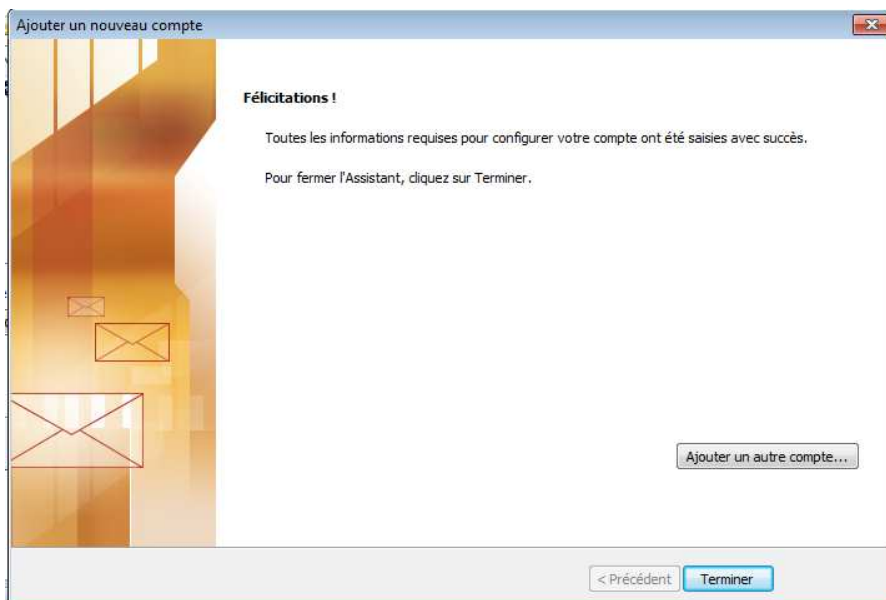 Ajouter un nouveau compte
Félicitations !
Toutes les informations requises pour configurer votre compte ont été saisies avec succès.
Pour fermer l'Assistant, cliquez sur Terminer.
Ajouter un autre compte...
< Précédent
Terminer